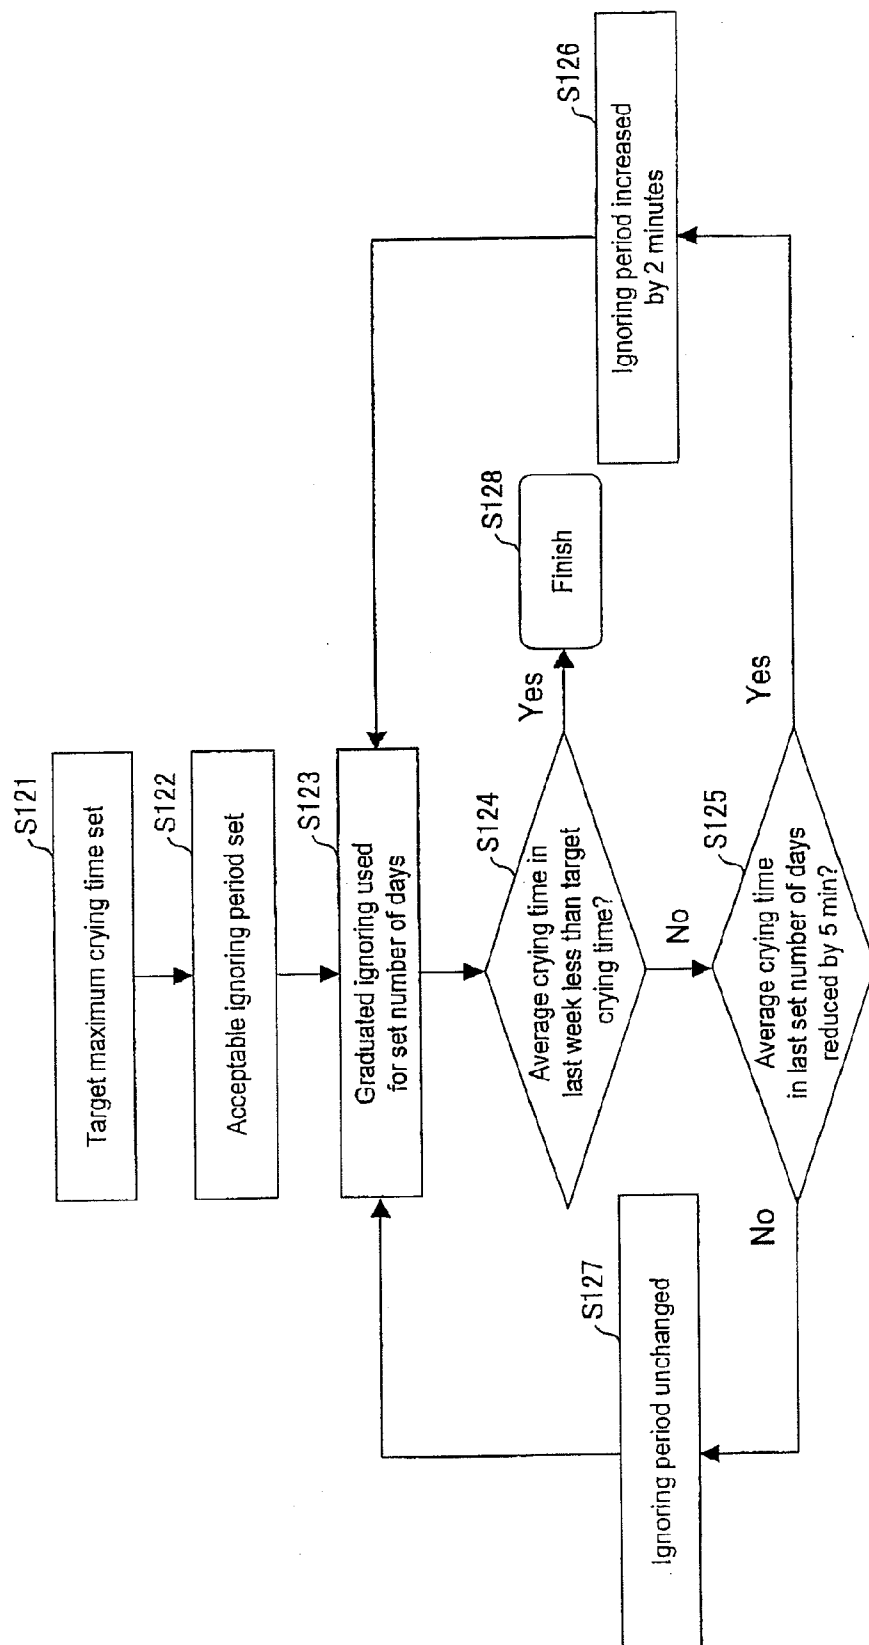 S121
Target maximum crying time set
S122
Acceptable ignoring period set
S123
Graduated ignoring used
for set number of days
S124
Average crying time in
last week less than target
crying time?
Yes
S128
Finish
No
S125
Average crying time
in last set number of days
reduced by 5 min?
Yes
S126
Ignoring period increased
by 2 minutes
No
S127
Ignoring period unchanged